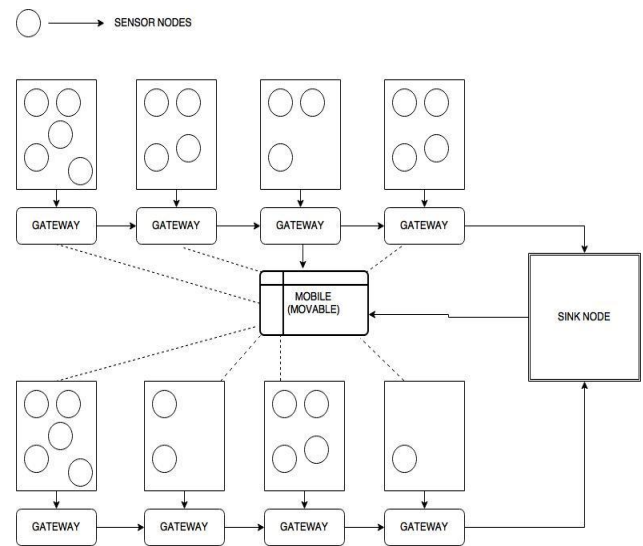 SENSOR NODES
GATEWAY
GATEWAY
GATEWAY
GATEWAY
MOBILE
(MOVABLE)
SINK NODE
GATEWAY
GATEWAY
GATEWAY
GATEWAY